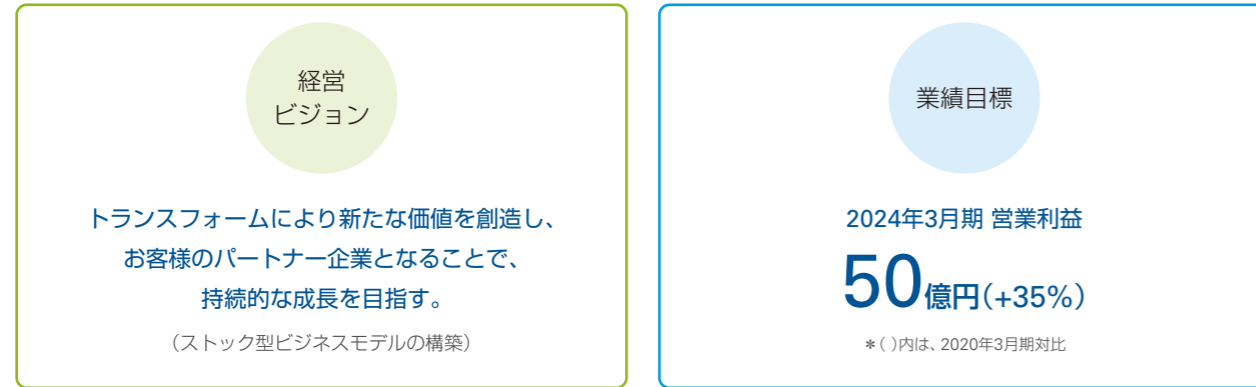 経営
ビジョン
トランスフォームにより新たな価値を創造し、
お客様のパートナー企業となることで、
持続的な成長を目指す。
（ストック型ビジネスモデルの構築）
業績目標
2024年3月期 営業利益
50億円（+35%）
＊( )内は、2020年3月期対比